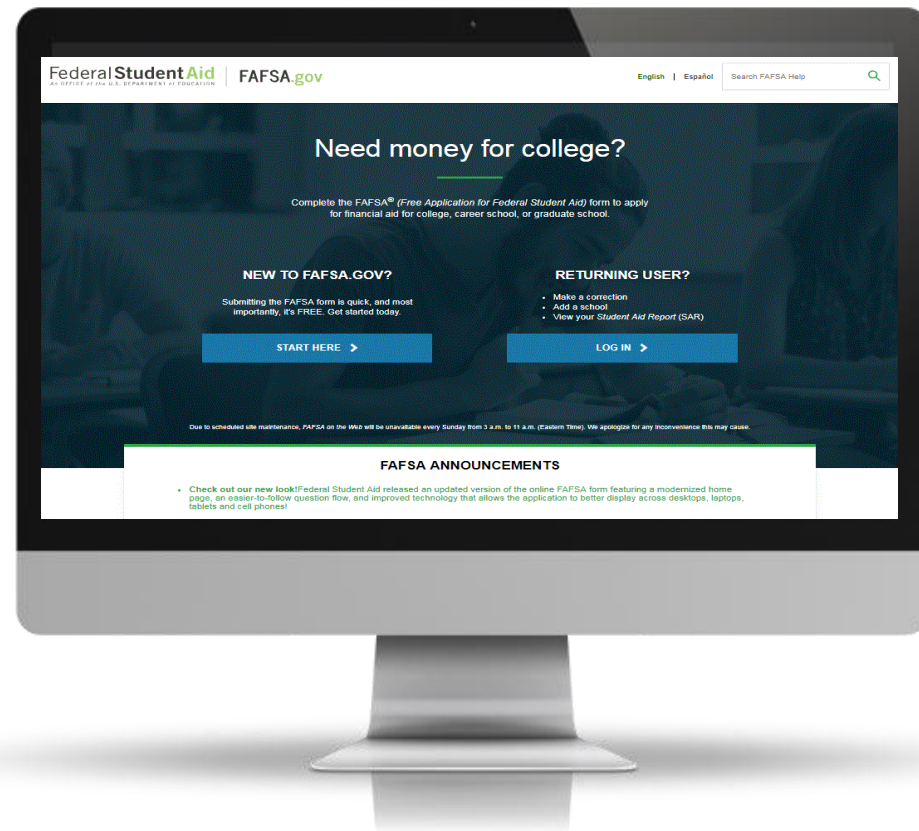 Federal Student Aid
An OFFICE of the U.S. DEPARTMENT of EDUCATION
FAFSA.gov
English | Español
Search FAFSA Help
Need money for college?
Complete the FAFSA® (Free Application for Federal Student Aid) form to apply
for financial aid for college, career school, or graduate school.
NEW TO FAFSA.GOV?
Submitting the FAFSA form is quick, and most
importantly, it's FREE. Get started today.
START HERE
RETURNING USER?
• Make a correction
• Add a school
• View your Student Aid Report (SAR)
LOG IN
Due to scheduled site maintenance, FAFSA on the Web will be unavailable every Sunday from 3 a.m. to 11 a.m. (Eastern Time). We apologize for any inconvenience this may cause.
FAFSA ANNOUNCEMENTS
• Check out our new look!Federal Student Aid released an updated version of the online FAFSA form featuring a modernized home
page, an easier-to-follow question flow, and improved technology that allows the application to better display across desktops, laptops,
tablets and cell phones!